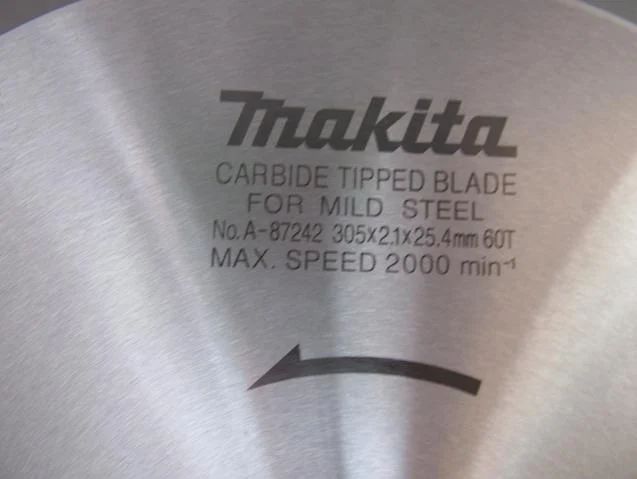 makita
CARBIDE TIPPED BLADE
FOR MILD STEEL
No. A-87242 305x2.1x25.4mm 60T
MAX. SPEED 2000 min⁻¹